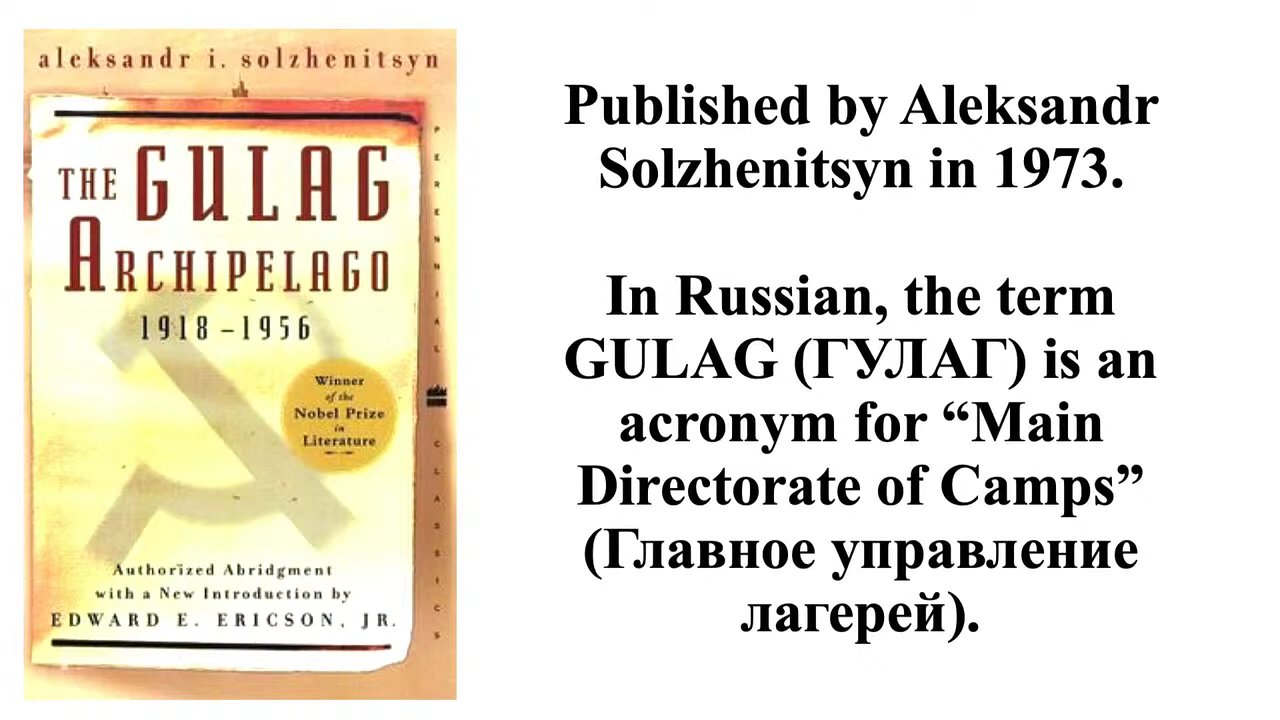 aleksandr i. solzhenitsyn
THE GULAG
ARCHIPELAGO
1918–1956
Winner
of the
Nobel Prize
in
Literature
Authorized Abridgment
with a New Introduction by
EDWARD E. ERICSON, JR.
PERENNIAL CLASSICS
Published by Aleksandr
Solzhenitsyn in 1973.
In Russian, the term
GULAG (ГУЛАГ) is an
acronym for “Main
Directorate of Camps”
(Главное управление
лагерей).